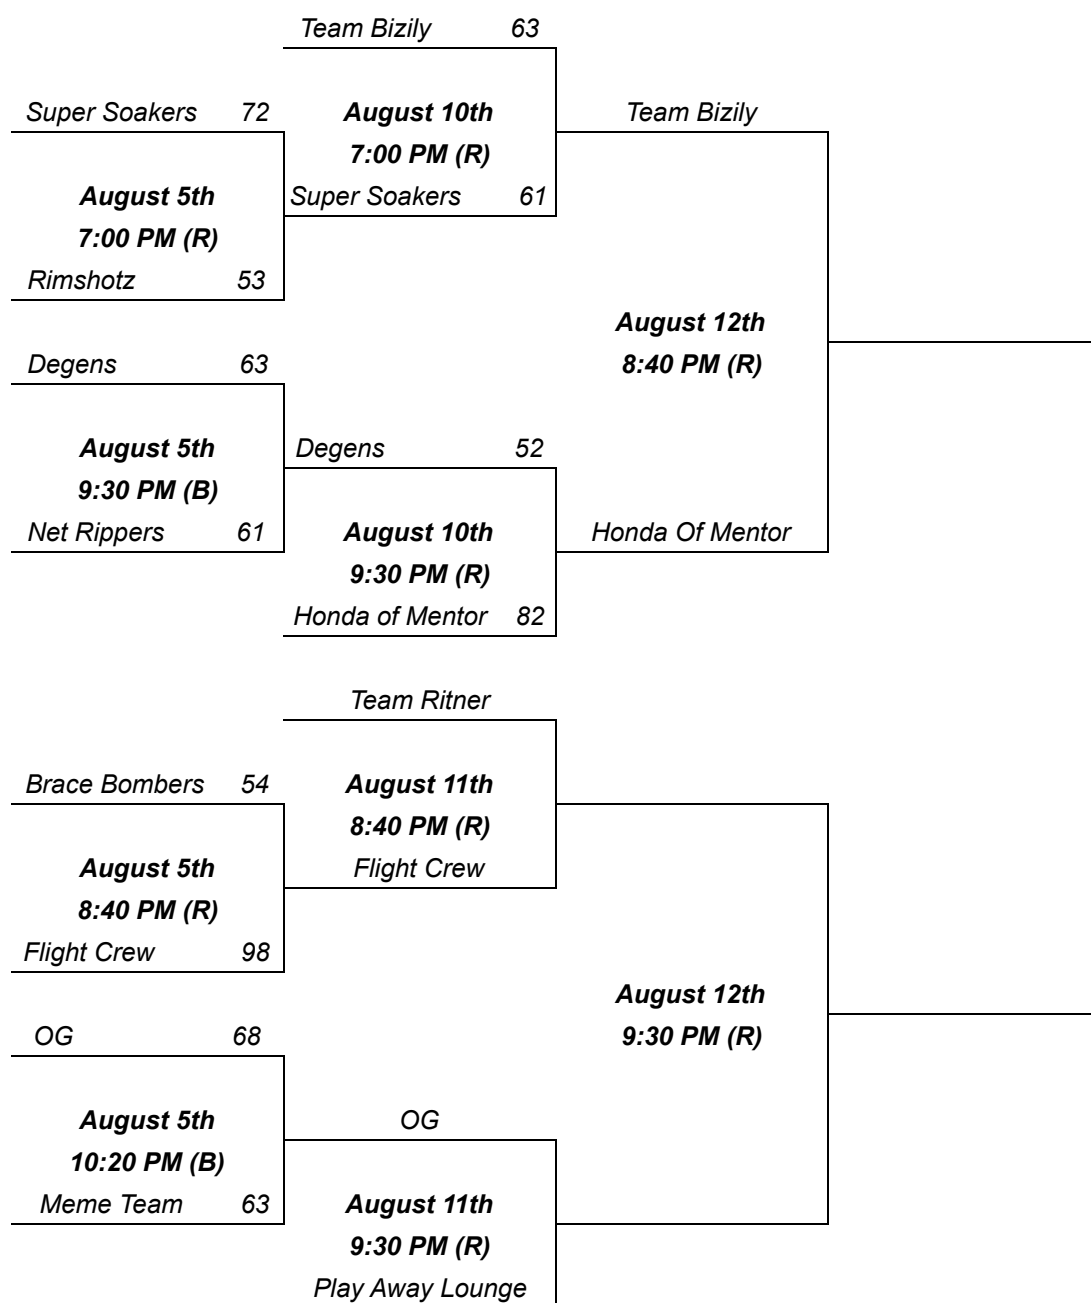 Team Bizily 63
Super Soakers 72
August 10th
Team Bizily
7:00 PM (R)
August 5th
Super Soakers 61
7:00 PM (R)
Rimshotz 53
August 12th
Degens 63
8:40 PM (R)
August 5th
Degens 52
9:30 PM (B)
Net Rippers 61
August 10th
Honda Of Mentor
9:30 PM (R)
Honda of Mentor 82
Team Ritner
Brace Bombers 54
August 11th
8:40 PM (R)
August 5th
Flight Crew
8:40 PM (R)
Flight Crew 98
August 12th
OG 68
9:30 PM (R)
August 5th
OG
10:20 PM (B)
Meme Team 63
August 11th
9:30 PM (R)
Play Away Lounge